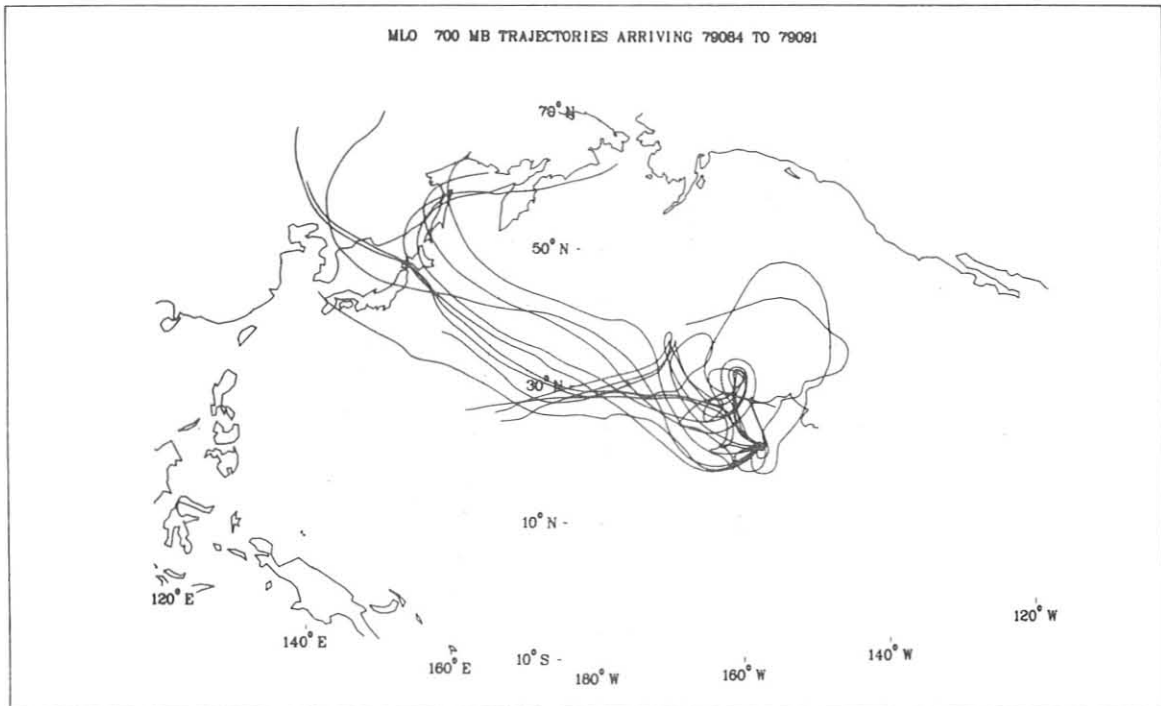 MLO 700 MB TRAJECTORIES ARRIVING 79084 TO 79091
70° N
50° N -
30° N -
10° N -
120° E
120° W
140° E
140° W
160° E
10° S -
180° W
160° W